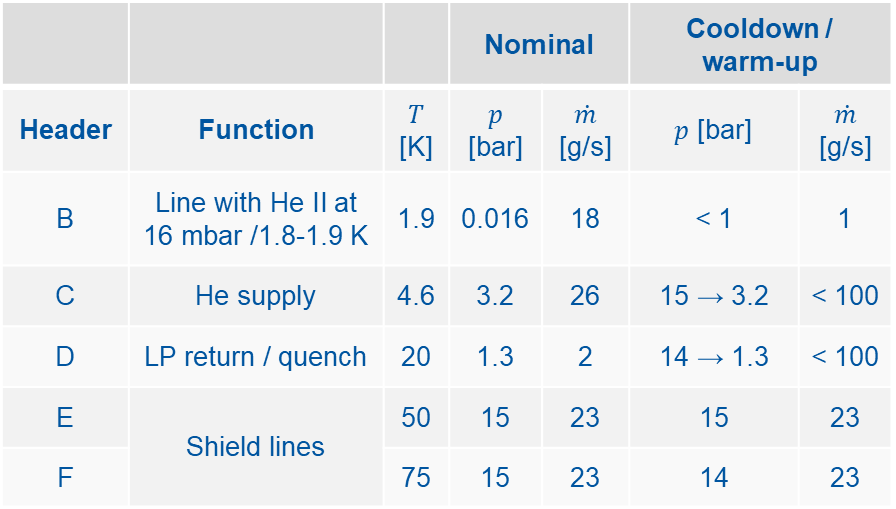 Nominal
Cooldown /
warm-up
Header
Function
T
[K]
p
[bar]
ṁ
[g/s]
p [bar]
ṁ
[g/s]
B
Line with He II at
16 mbar /1.8-1.9 K
1.9
0.016
18
< 1
1
C
He supply
4.6
3.2
26
15 → 3.2
< 100
D
LP return / quench
20
1.3
2
14 → 1.3
< 100
E
Shield lines
50
15
23
15
23
F
75
15
23
14
23